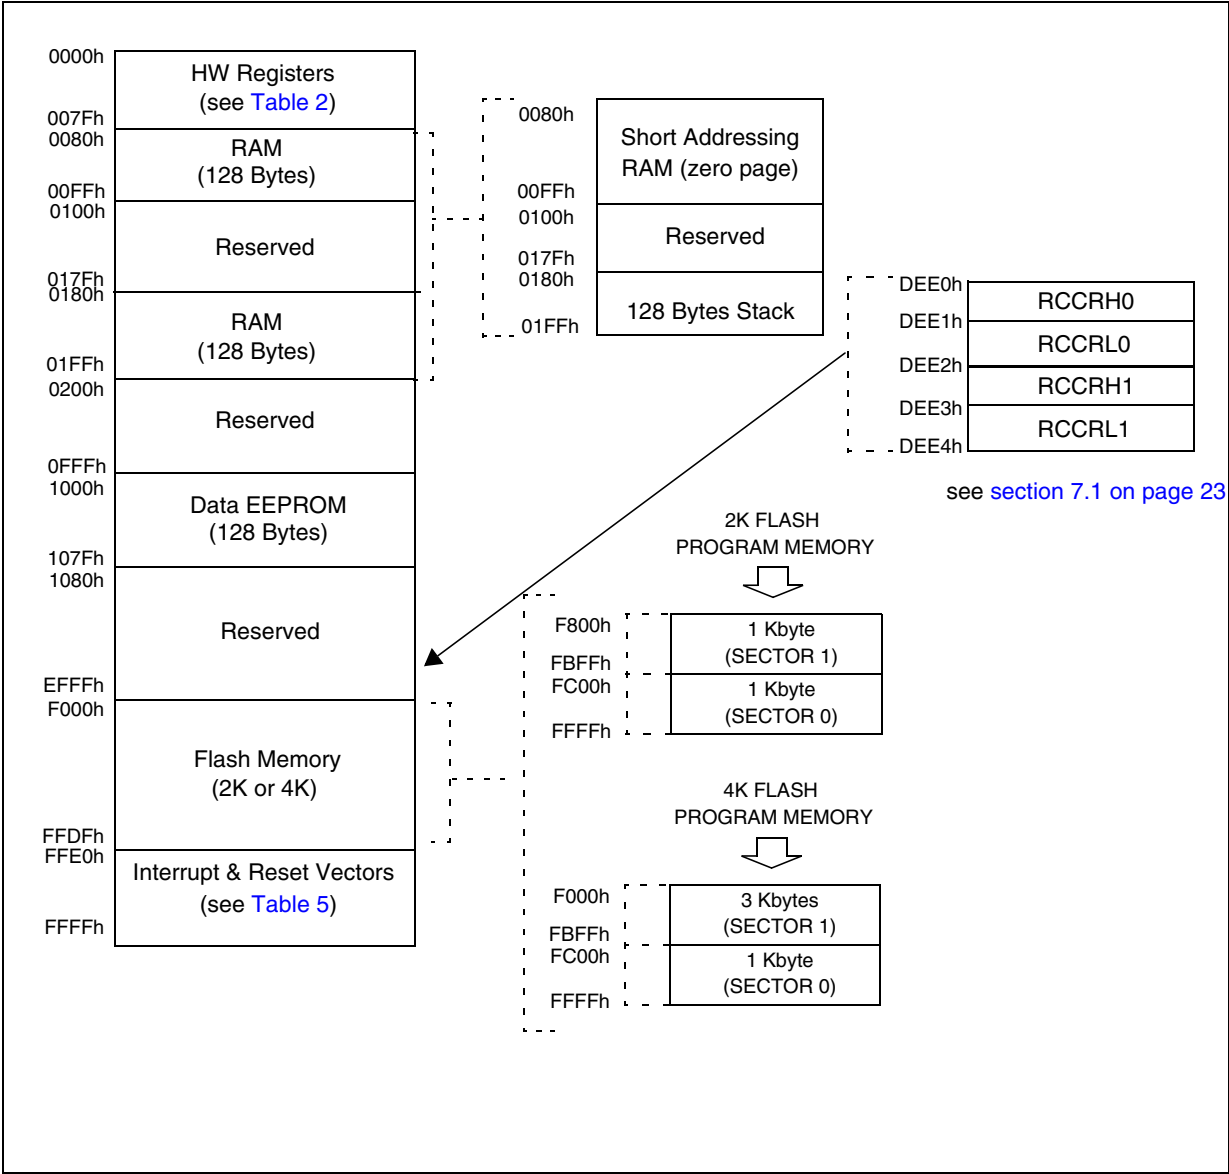 0000h
HW Registers
(see Table 2)
007Fh
0080h
RAM
(128 Bytes)
00FFh
0100h
Reserved
017Fh
0180h
RAM
(128 Bytes)
01FFh
0200h
Reserved
0FFFh
1000h
Data EEPROM
(128 Bytes)
107Fh
1080h
Reserved
EFFFh
F000h
Flash Memory
(2K or 4K)
FFDFh
FFE0h
Interrupt & Reset Vectors
(see Table 5)
FFFFh
0080h
Short Addressing
RAM (zero page)
00FFh
0100h
Reserved
017Fh
0180h
128 Bytes Stack
01FFh
DEE0h
RCCRH0
DEE1h
RCCRL0
DEE2h
RCCRH1
DEE3h
RCCRL1
DEE4h
see section 7.1 on page 23
2K FLASH
PROGRAM MEMORY
F800h
1 Kbyte
(SECTOR 1)
FBFFh
FC00h
1 Kbyte
(SECTOR 0)
FFFFh
4K FLASH
PROGRAM MEMORY
F000h
3 Kbytes
(SECTOR 1)
FBFFh
FC00h
1 Kbyte
(SECTOR 0)
FFFFh